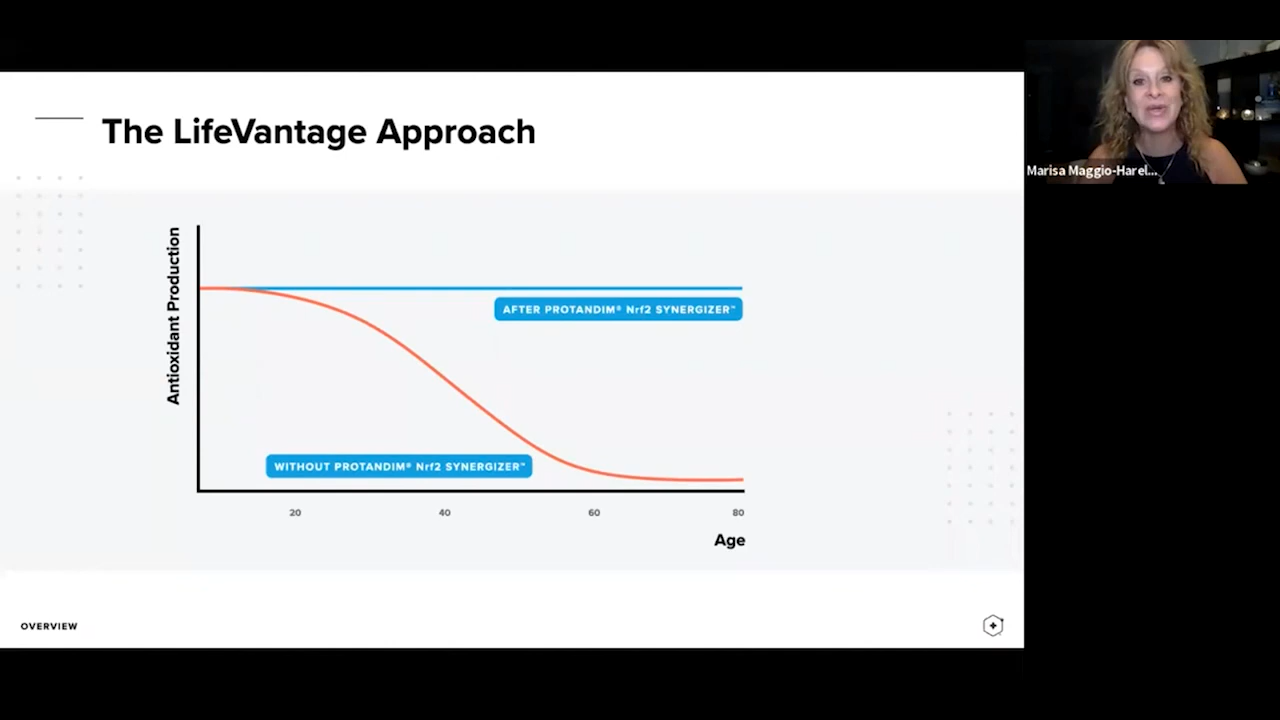 The LifeVantage Approach
Marisa Maggio-Harel...
Antioxidant Production
AFTER PROTANDIM® Nrf2 SYNERGIZER™
WITHOUT PROTANDIM® Nrf2 SYNERGIZER™
20 40 60 80
Age
OVERVIEW